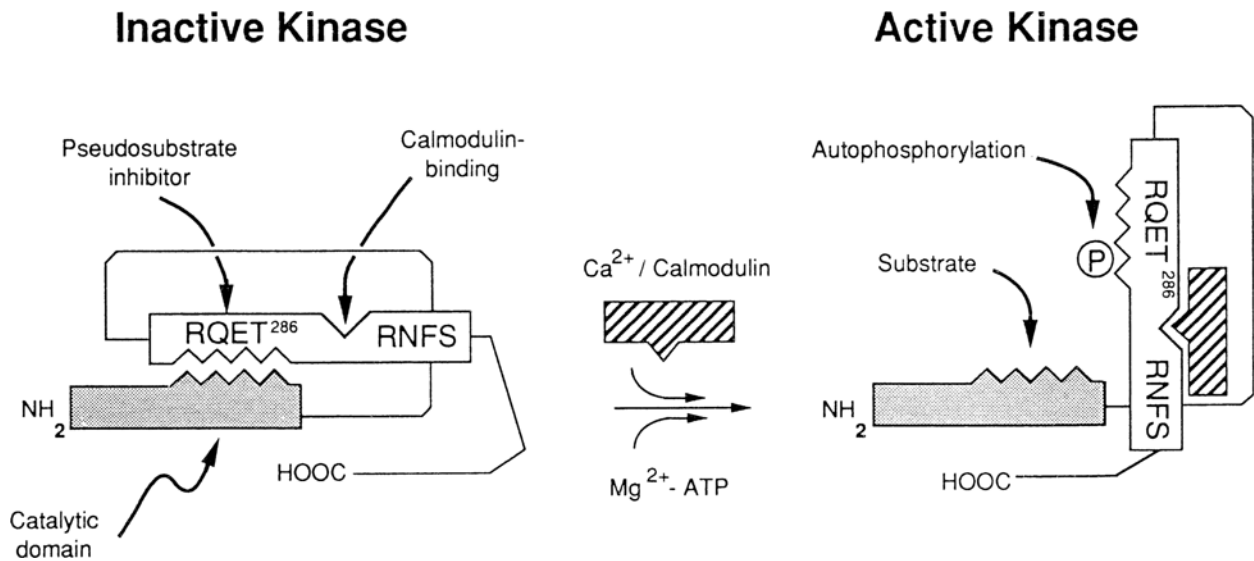 Inactive Kinase
Pseudosubstrate
inhibitor
Calmodulin-
binding
RQET286
RNFS
NH2
HOOC
Catalytic
domain
Ca2+ / Calmodulin
Mg2+- ATP
Active Kinase
Autophosphorylation
P
RQET286
RNFS
Substrate
NH2
HOOC